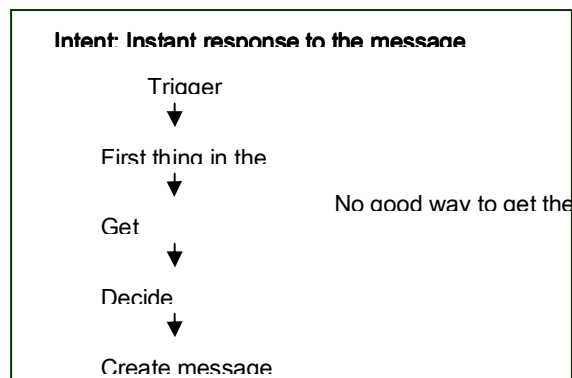 Intent: Instant response to the message
Trigger
First thing in the
No good way to get the
Get
Decide
Create message